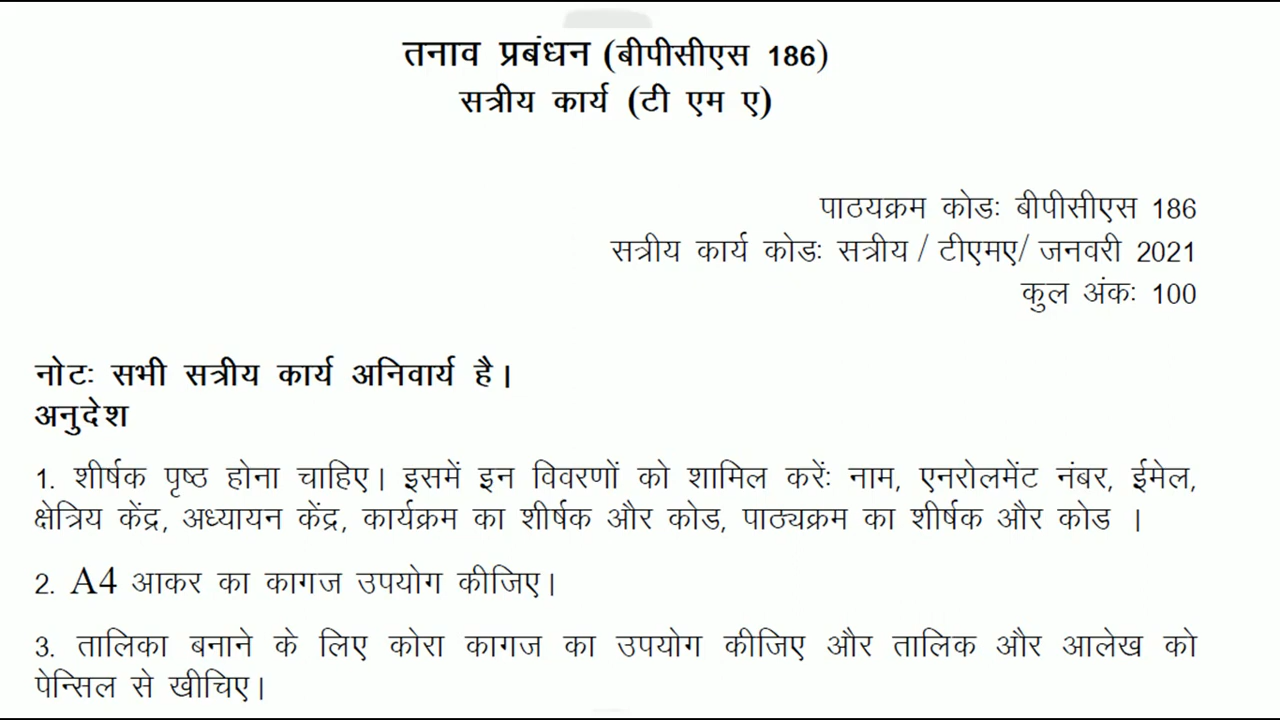 तनाव प्रबंधन (बीपीसीएस 186)
सत्रीय कार्य (टी एम ए)
पाठयक्रम कोडः बीपीसीएस 186
सत्रीय कार्य कोडः सत्रीय / टीएमए/ जनवरी 2021
कुल अंकः 100
नोटः सभी सत्रीय कार्य अनिवार्य है।
अनुदेश
1. शीर्षक पृष्ठ होना चाहिए। इसमें इन विवरणों को शामिल करेंः नाम, एनरोलमेंट नंबर, ईमेल,
क्षेत्रिय केंद्र, अध्यायन केंद्र, कार्यक्रम का शीर्षक और कोड, पाठ्यक्रम का शीर्षक और कोड ।
2. A4 आकर का कागज उपयोग कीजिए।
3. तालिका बनाने के लिए कोरा कागज का उपयोग कीजिए और तालिक और आलेख को
पेन्सिल से खीचिए।